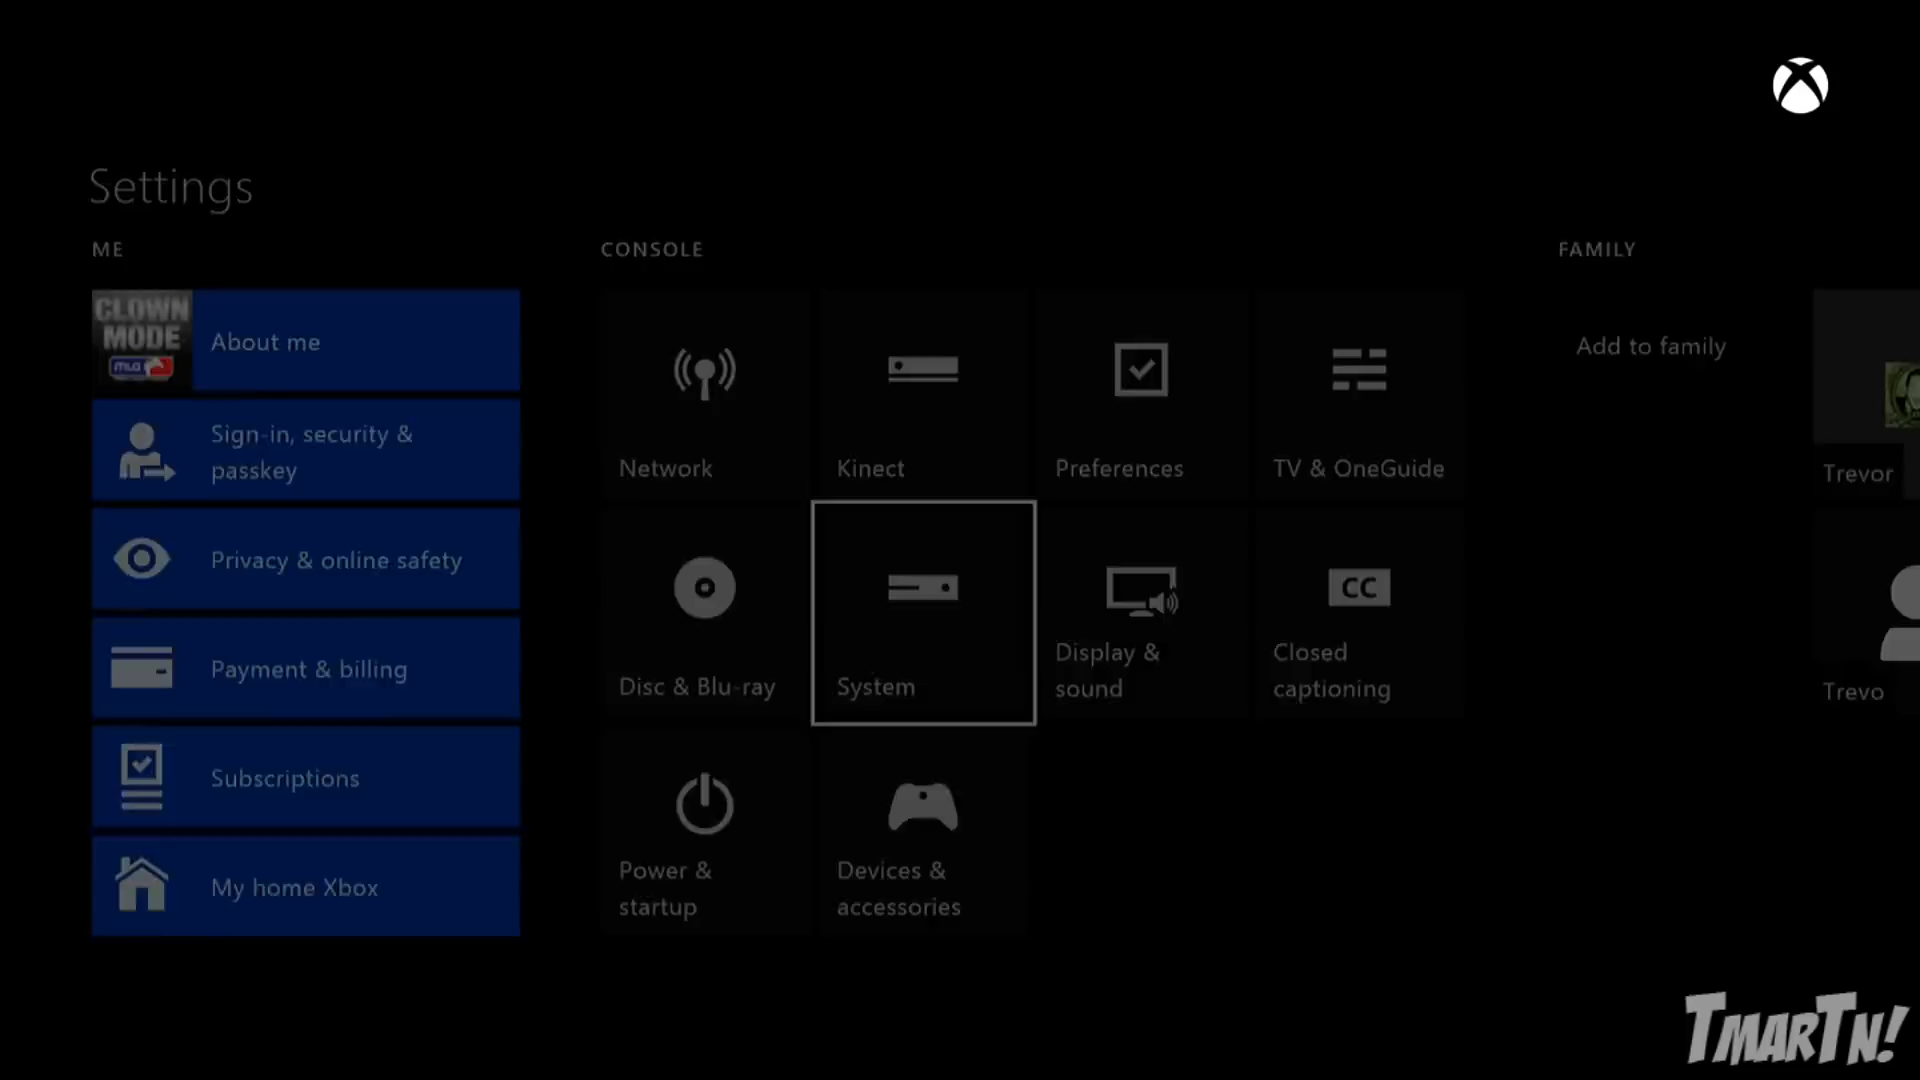 Settings
ME
CLOWN
MODE
MLG
About me
Sign-in, security &
passkey
Privacy & online safety
Payment & billing
Subscriptions
My home Xbox
CONSOLE
Network
Kinect
Preferences
TV & OneGuide
Disc & Blu-ray
System
Display &
sound
CC
Closed
captioning
Power &
startup
Devices &
accessories
FAMILY
Add to family
Trevor
Trevo
TMARTN!